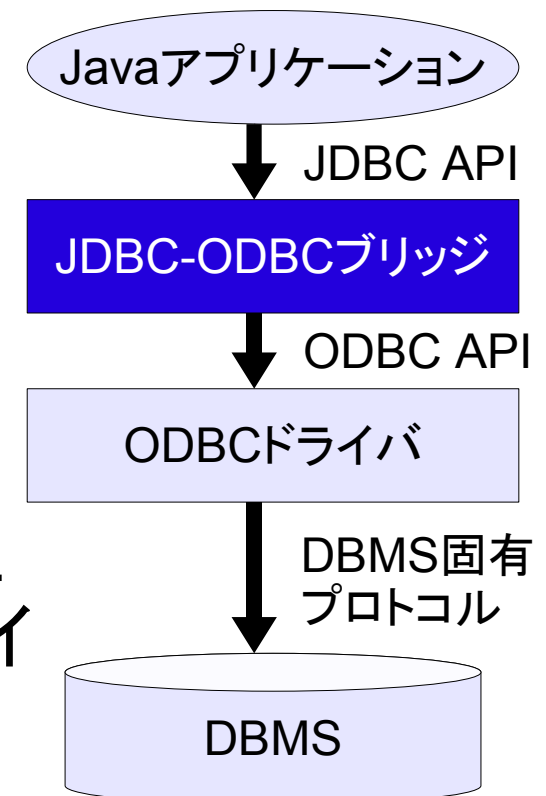 Javaアプリケーション
JDBC API
JDBC-ODBCブリッジ
ODBC API
ODBCドライバ
DBMS固有
プロトコル
イ
DBMS